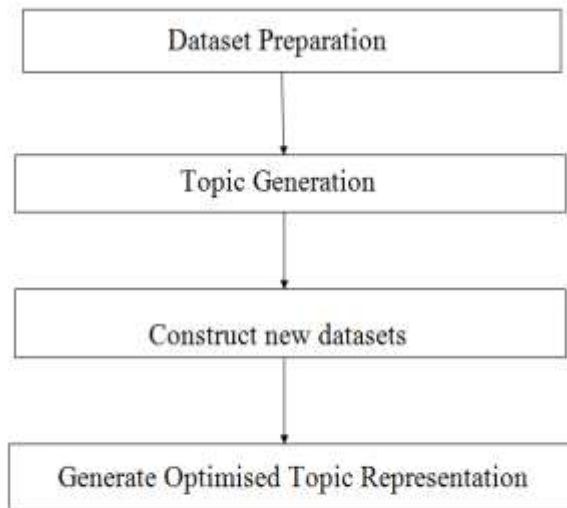 Dataset Preparation
Topic Generation
Construct new datasets
Generate Optimised Topic Representation